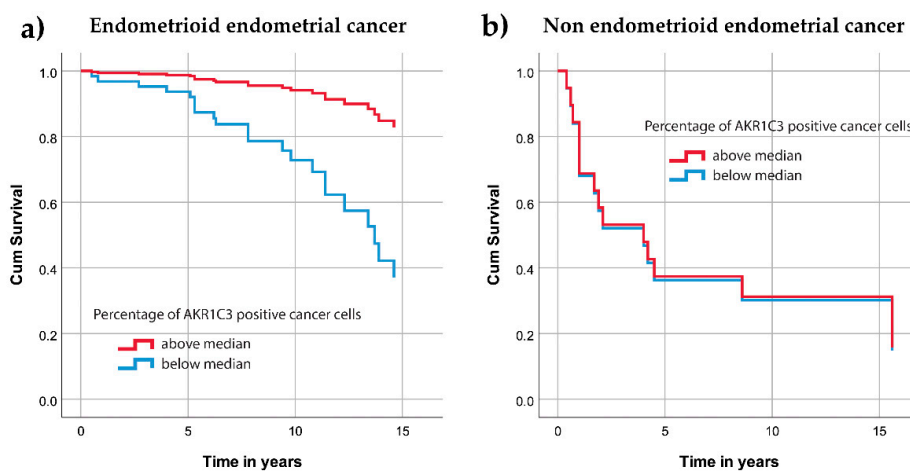 a) Endometrioid endometrial cancer
1.0
0.8
0.6
0.4
0.2
0.0
Cum Survival
Percentage of AKR1C3 positive cancer cells
above median
below median
0 5 10 15
Time in years
b) Non endometrioid endometrial cancer
1.0
0.8
0.6
0.4
0.2
0.0
Cum Survival
Percentage of AKR1C3 positive cancer cells
above median
below median
0 5 10 15
Time in years